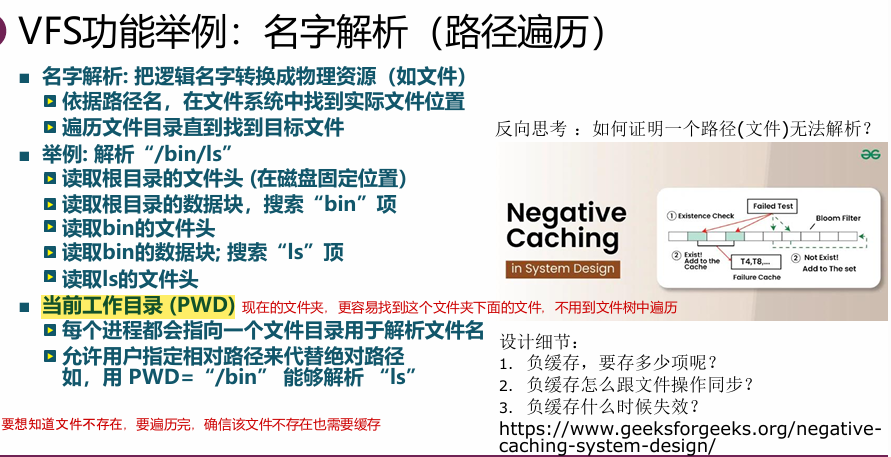 VFS功能举例：名字解析（路径遍历）
名字解析: 把逻辑名字转换成物理资源（如文件）
依据路径名，在文件系统中找到实际文件位置
遍历文件目录直到找到目标文件
举例: 解析“/bin/ls”
读取根目录的文件头 (在磁盘固定位置)
读取根目录的数据块，搜索“bin”项
读取bin的文件头
读取bin的数据块; 搜索“ls”顶
读取ls的文件头
当前工作目录 (PWD) 现在的文件夹，更容易找到这个文件夹下面的文件，不用到文件树中遍历
每个进程都会指向一个文件目录用于解析文件名
允许用户指定相对路径来代替绝对路径
如，用 PWD=“/bin” 能够解析 “ls”
要想知道文件不存在，要遍历完，确信该文件不存在也需要缓存
反向思考 ：如何证明一个路径(文件)无法解析？
Negative
Caching
in System Design
Failed Test
1 Existence Check
Bloom Filter
2 Exist!
Add to the
Cache
T4,T8,...
Failure Cache
2 Not Exist!
Add to The set
设计细节：
1. 负缓存，要存多少项呢？
2. 负缓存怎么跟文件操作同步？
3. 负缓存什么时候失效？
https://www.geeksforgeeks.org/negative-
caching-system-design/